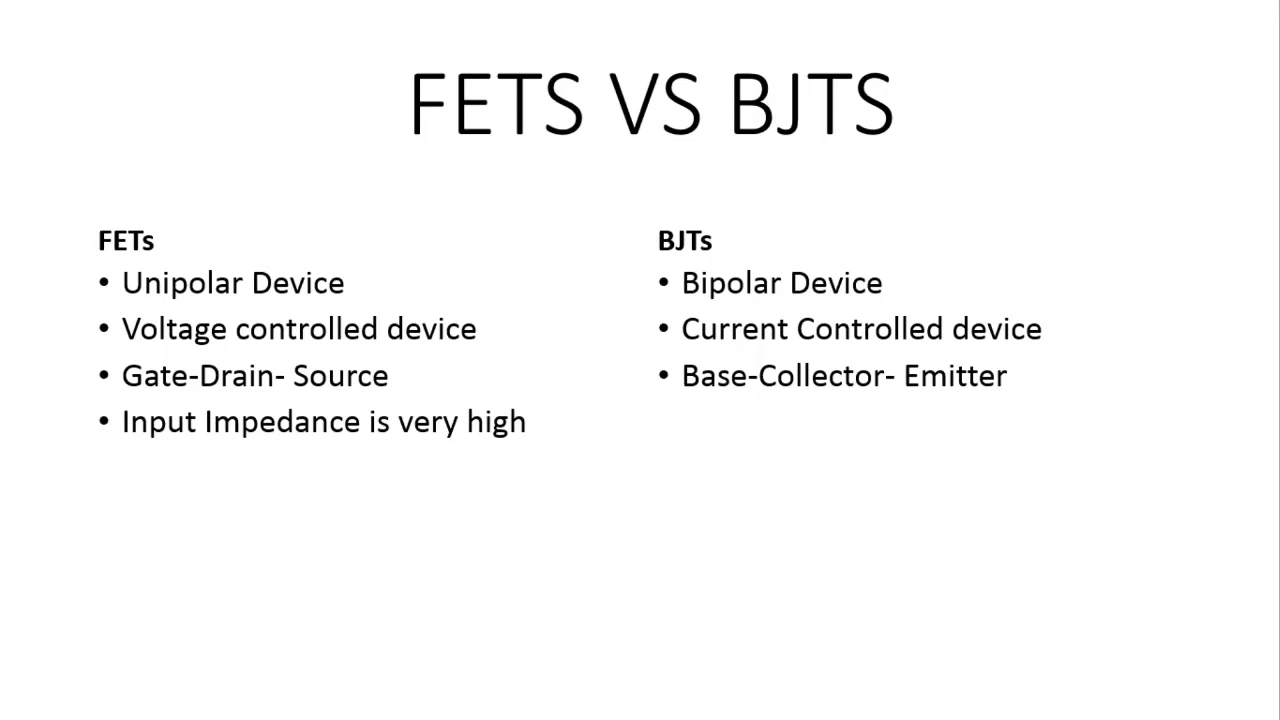 FETS VS BJTS
FETs
• Unipolar Device
• Voltage controlled device
• Gate-Drain- Source
• Input Impedance is very high
BJTs
• Bipolar Device
• Current Controlled device
• Base-Collector- Emitter